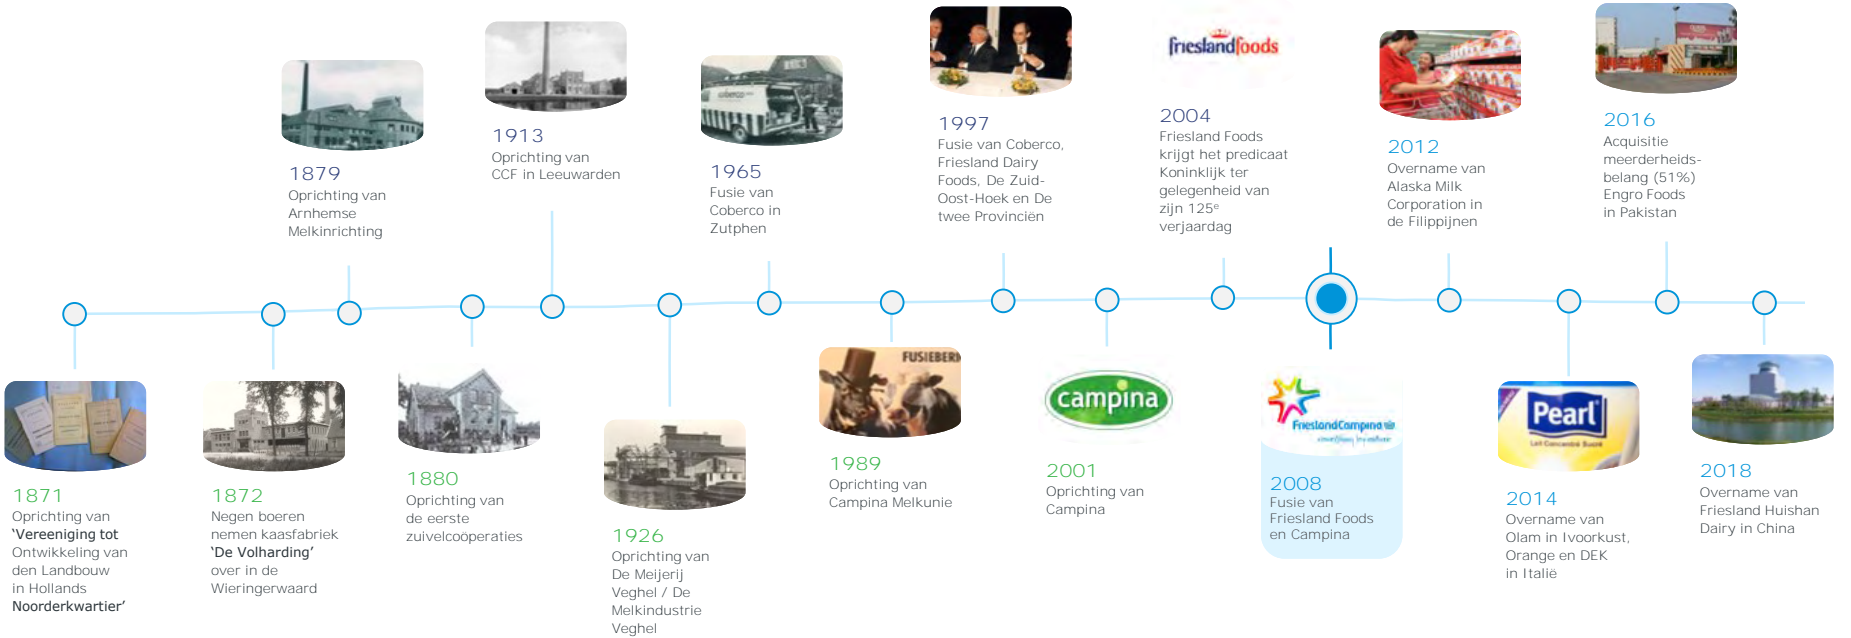 1879
Oprichting van
Arnhemse
Melkinrichting
1913
Oprichting van
CCF in Leeuwarden
coberco
1965
Fusie van
Coberco in
Zutphen
1997
Fusie van Coberco,
Friesland Dairy
Foods, De Zuid-
Oost-Hoek en De
twee Provinciën
frieslandfoods
2004
Friesland Foods
krijgt het predicaat
Koninklijk ter
gelegenheid van
zijn 125e
verjaardag
2012
Overname van
Alaska Milk
Corporation in
de Filippijnen
2016
Acquisitie
meerderheids-
belang (51%)
Engro Foods
in Pakistan
1871
Oprichting van
‘Vereeniging tot
Ontwikkeling van
den Landbouw
in Hollands
Noorderkwartier’
1872
Negen boeren
nemen kaasfabriek
‘De Volharding’
over in de
Wieringerwaard
1880
Oprichting van
de eerste
zuivelcoöperaties
1926
Oprichting van
De Meijerij
Veghel / De
Melkindustrie
Veghel
FUSIEBERI
1989
Oprichting van
Campina Melkunie
campina
2001
Oprichting van
Campina
FrieslandCampina
2008
Fusie van
Friesland Foods
en Campina
Pearl
Lait Concentré Sucré
2014
Overname van
Olam in Ivoorkust,
Orange en DEK
in Italië
2018
Overname van
Friesland Huishan
Dairy in China